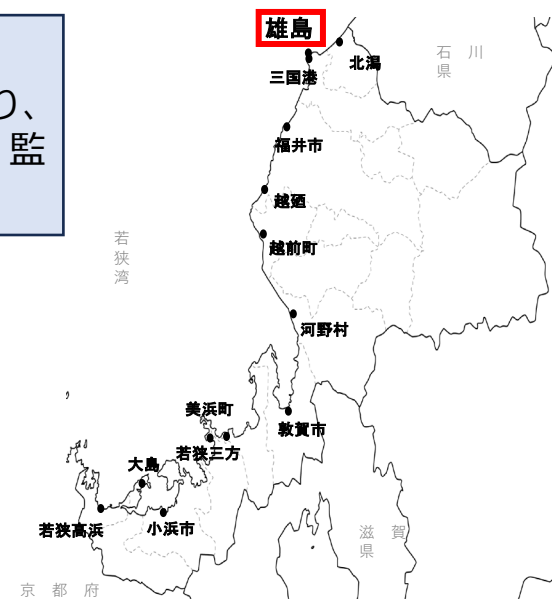 り、
監
雄島
北潟
石川
県
三国港
福井市
越廼
越前町
若
狭
湾
河野村
美浜町
敦賀市
若狭三方
大島
若狭高浜
小浜市
滋賀
県
京都府